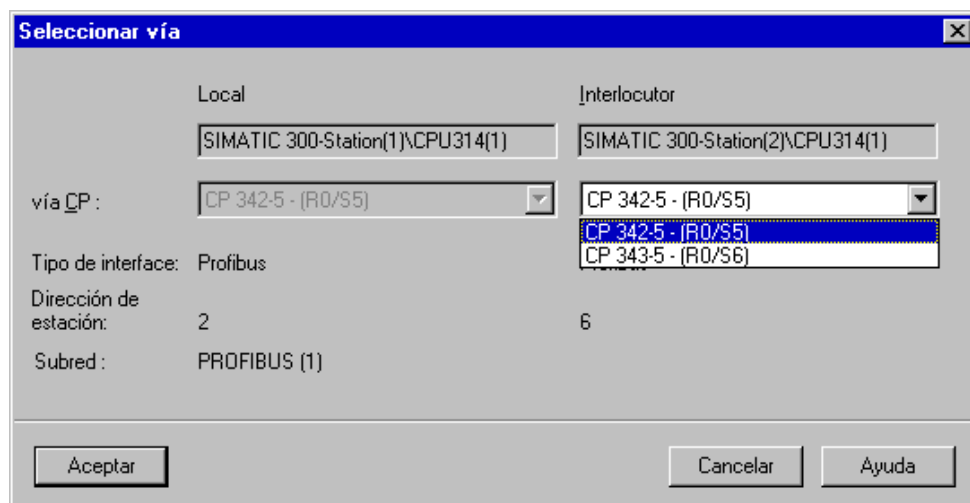 Seleccionar vía
Local Interlocutor
SIMATIC 300-Station(1)\CPU314(1) SIMATIC 300-Station(2)\CPU314(1)
vía CP : CP 342-5 - (R0/S5) CP 342-5 - (R0/S5)
CP 342-5 - (R0/S5)
CP 343-5 - (R0/S6)
Tipo de interface: Profibus
Dirección de
estación: 2 6
Subred : PROFIBUS (1)
Aceptar Cancelar Ayuda